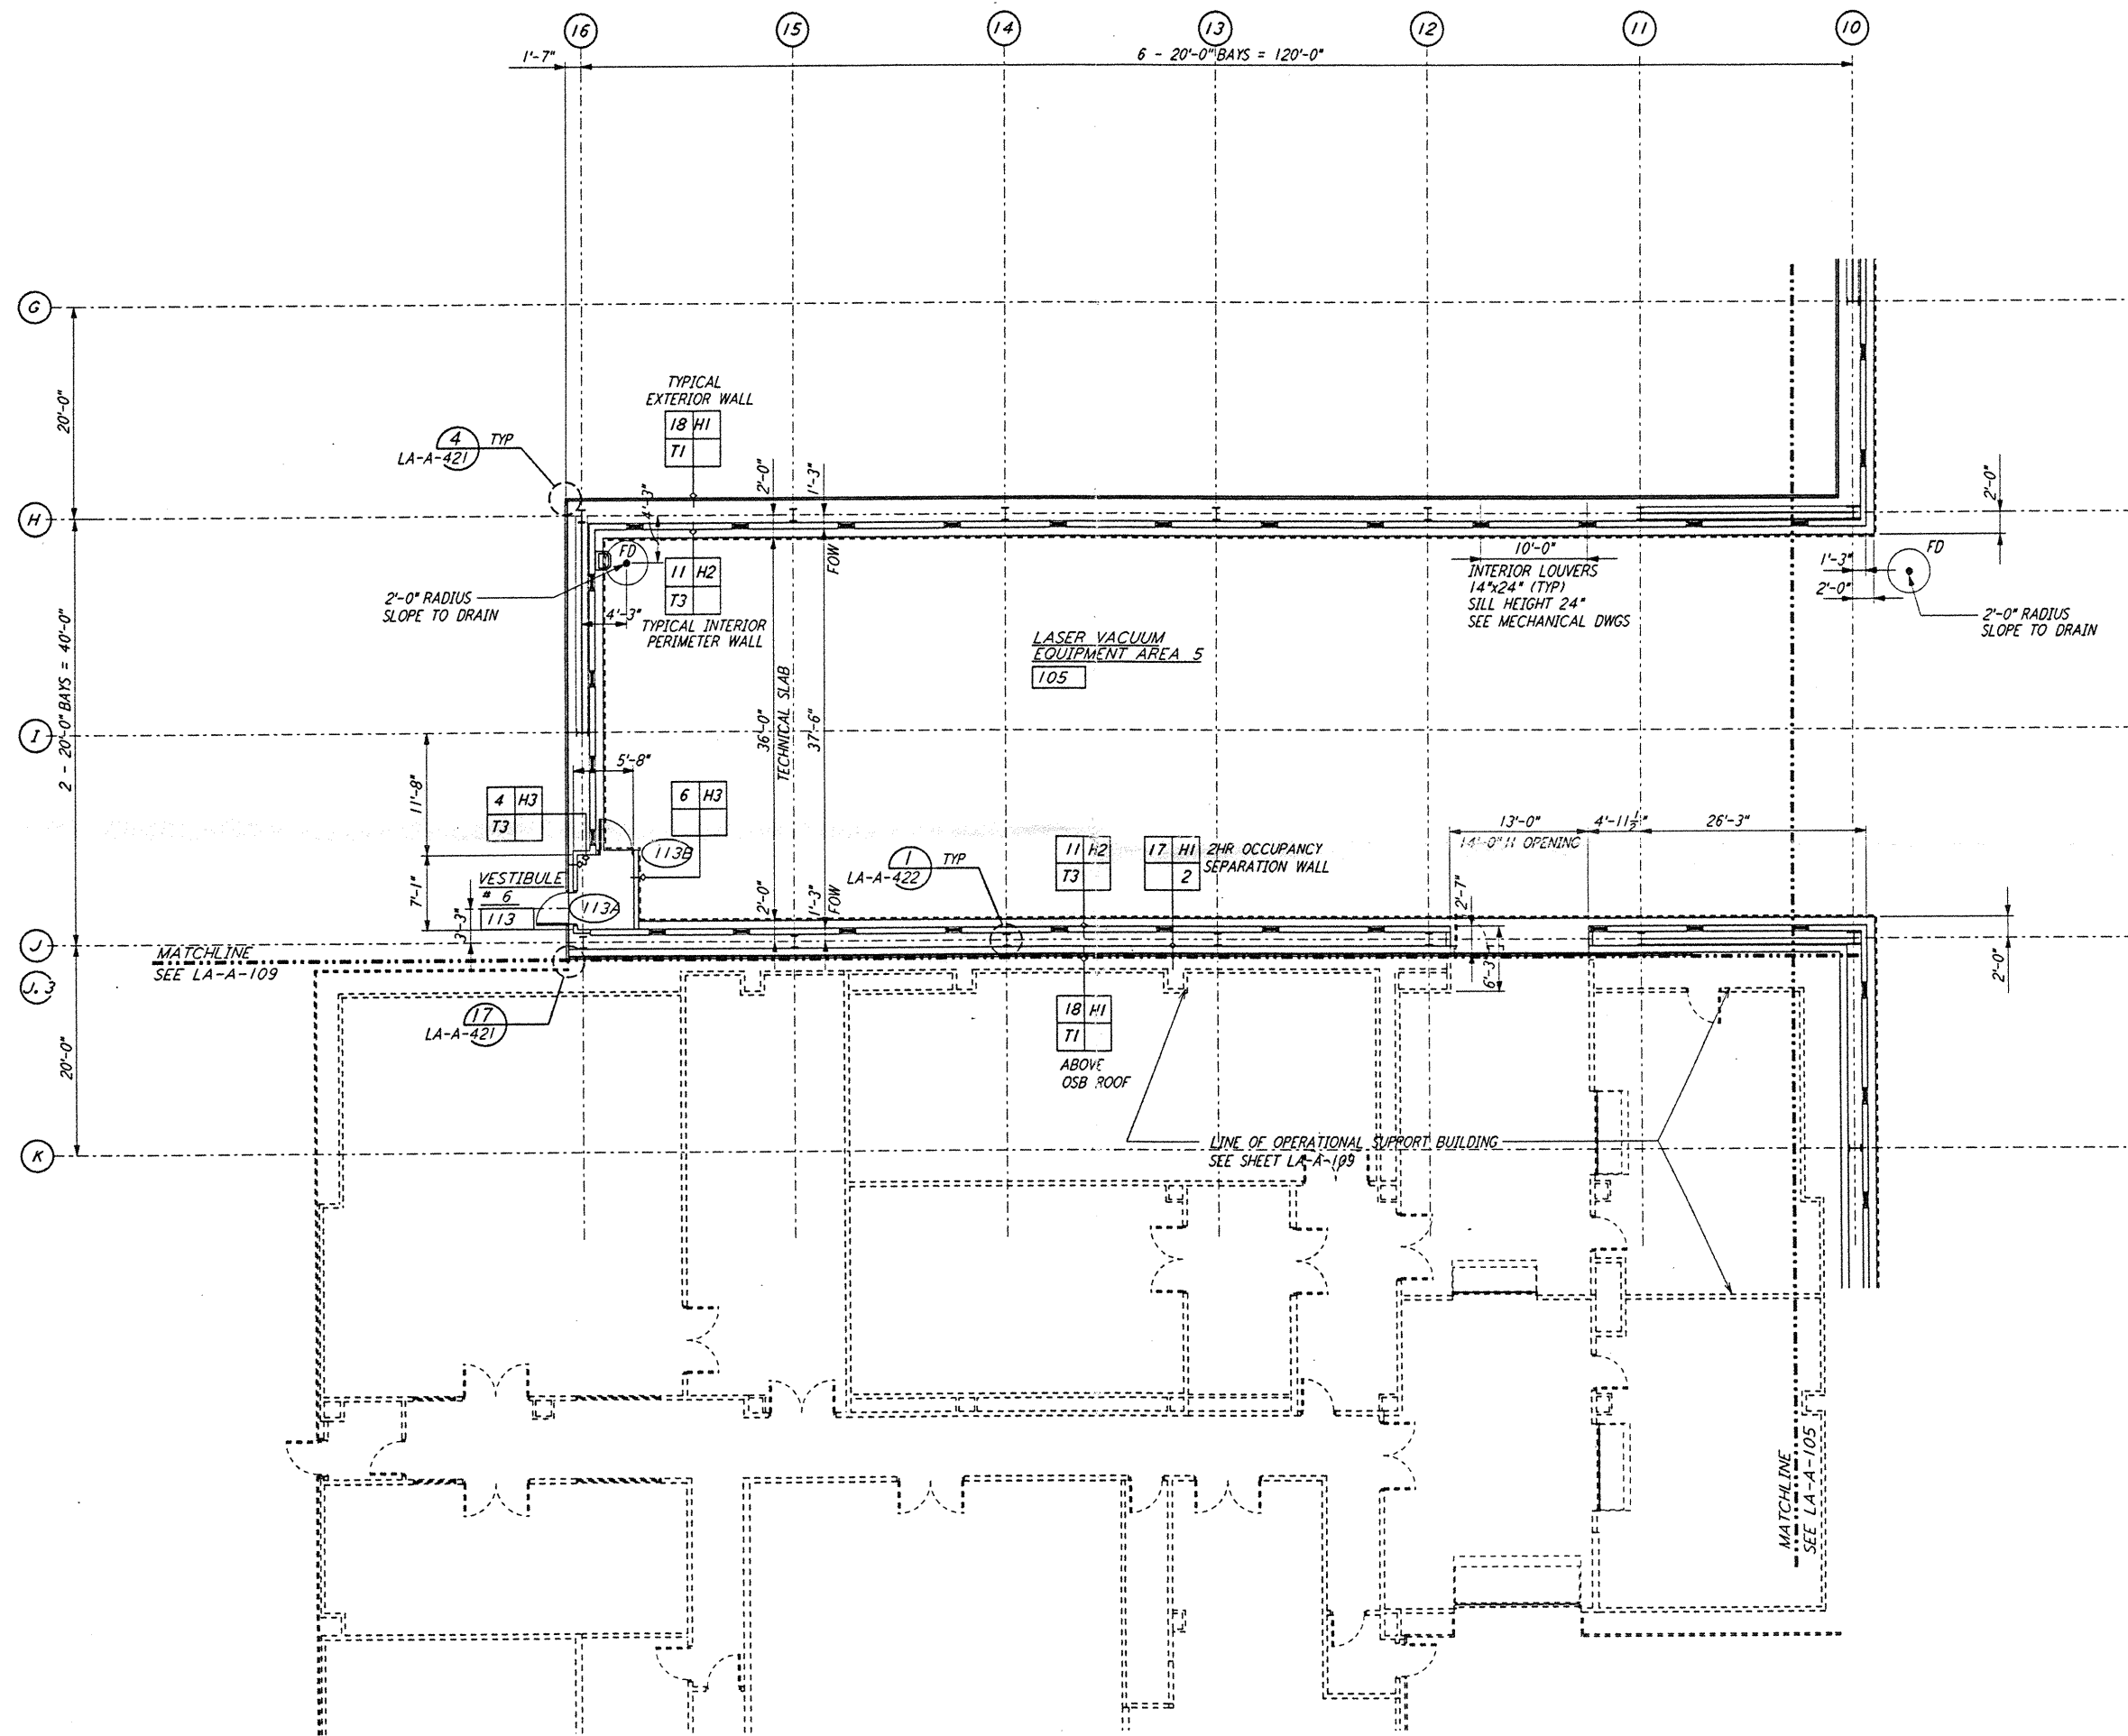 16
15
14
13
12
11
10
1'-7"
6 - 20'-0" BAYS = 120'-0"
G
20'-0"
TYPICAL
EXTERIOR WALL
18 H1
T1
4
TYP
LA-A-421
2'-0"
1'-3"
4'-3"
2'-0"
H
FD
FOW
11 H2
T3
10'-0"
INTERIOR LOUVERS
14"x24" (TYP)
SILL HEIGHT 24"
SEE MECHANICAL DWGS
1'-3"
2'-0"
FD
2'-0" RADIUS
SLOPE TO DRAIN
4'-3"
TYPICAL INTERIOR
PERIMETER WALL
2'-0" RADIUS
SLOPE TO DRAIN
LASER VACUUM
EQUIPMENT AREA 5
105
2 - 20'-0" BAYS = 40'-0"
36'-0"
TECHNICAL SLAB
37'-6"
I
11'-8"
5'-8"
4 H3
T3
6 H3
13'-0"
4'-11½"
26'-3"
14'-0" H OPENING
113B
1
TYP
LA-A-422
11 H2
T3
17 H1
2
2HR OCCUPANCY
SEPARATION WALL
VESTIBULE
# 6
113
113A
7'-1"
3'-3"
2'-0"
1'-3"
FOW
2'-7"
6'-3"
2'-0"
J
MATCHLINE
SEE LA-A-109
J.3
17
LA-A-421
18 H1
T1
ABOVE
OSB ROOF
20'-0"
K
LINE OF OPERATIONAL SUPPORT BUILDING
SEE SHEET LA-A-109
MATCHLINE
SEE LA-A-105